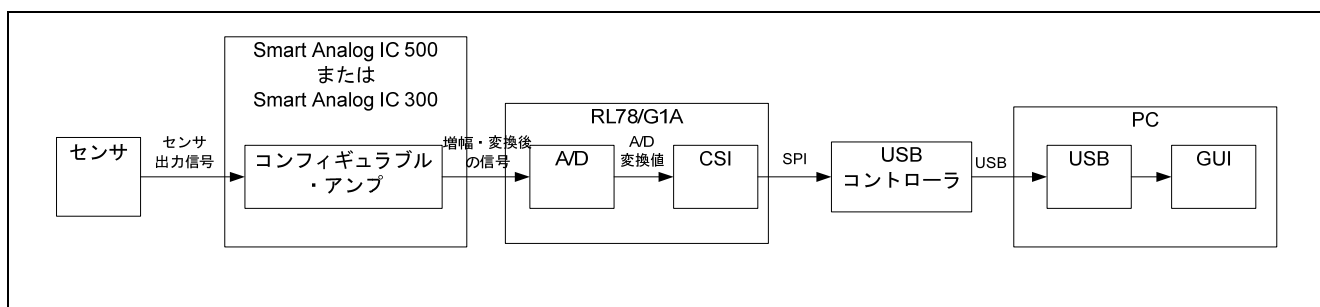 センサ
センサ
出力信号
Smart Analog IC 500
または
Smart Analog IC 300
コンフィギュラブル
・アンプ
増幅・変換後
の信号
RL78/G1A
A/D
A/D
変換値
CSI
SPI
USB
コントローラ
USB
PC
USB
GUI